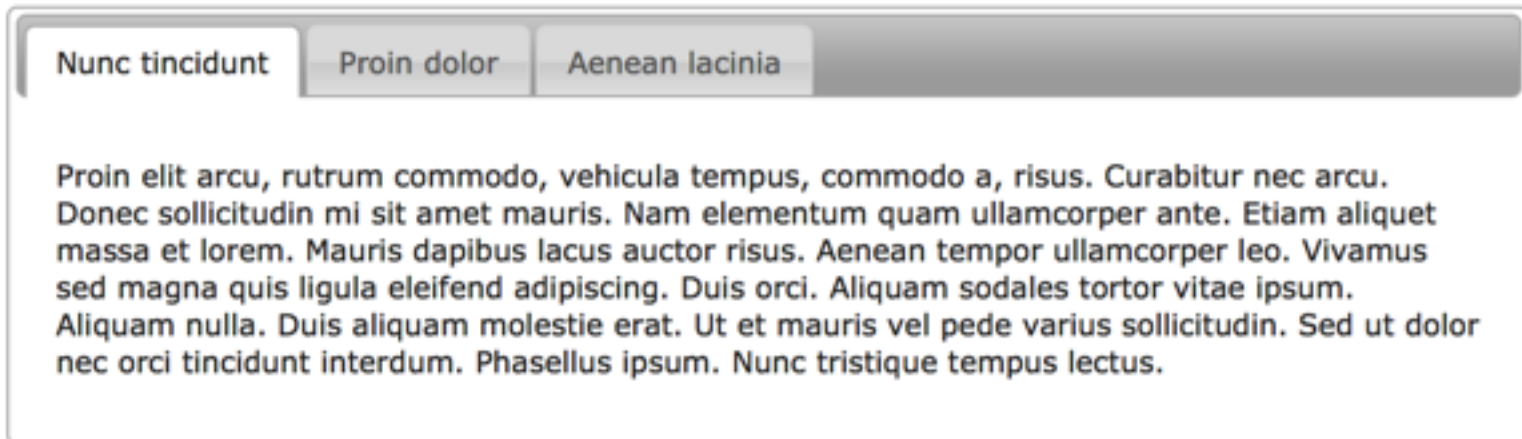 Nunc tincidunt Proin dolor Aenean lacinia
Proin elit arcu, rutrum commodo, vehicula tempus, commodo a, risus. Curabitur nec arcu.
Donec sollicitudin mi sit amet mauris. Nam elementum quam ullamcorper ante. Etiam aliquet
massa et lorem. Mauris dapibus lacus auctor risus. Aenean tempor ullamcorper leo. Vivamus
sed magna quis ligula eleifend adipiscing. Duis orci. Aliquam sodales tortor vitae ipsum.
Aliquam nulla. Duis aliquam molestie erat. Ut et mauris vel pede varius sollicitudin. Sed ut dolor
nec orci tincidunt interdum. Phasellus ipsum. Nunc tristique tempus lectus.